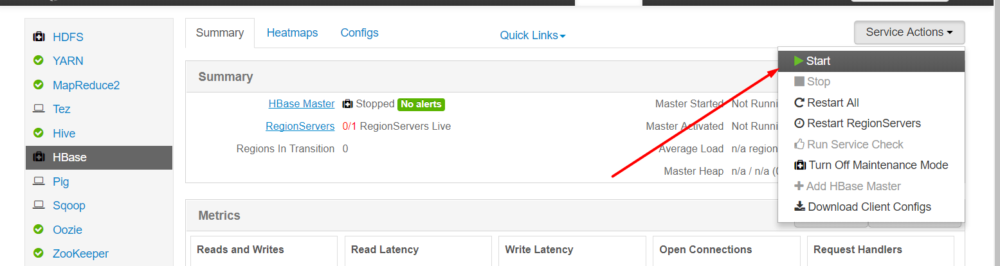 HDFS
YARN
MapReduce2
Tez
Hive
HBase
Pig
Sqoop
Oozie
ZooKeeper
Summary Heatmaps Configs Quick Links Service Actions
Start
Stop
Restart All
Restart RegionServers
Run Service Check
Turn Off Maintenance Mode
Add HBase Master
Download Client Configs
Summary
HBase Master Stopped No alerts
RegionServers 0/1 RegionServers Live
Regions In Transition 0
Master Started Not Runni
Master Activated Not Runni
Average Load n/a region
Master Heap n/a / n/a (0
Metrics
Reads and Writes Read Latency Write Latency Open Connections Request Handlers